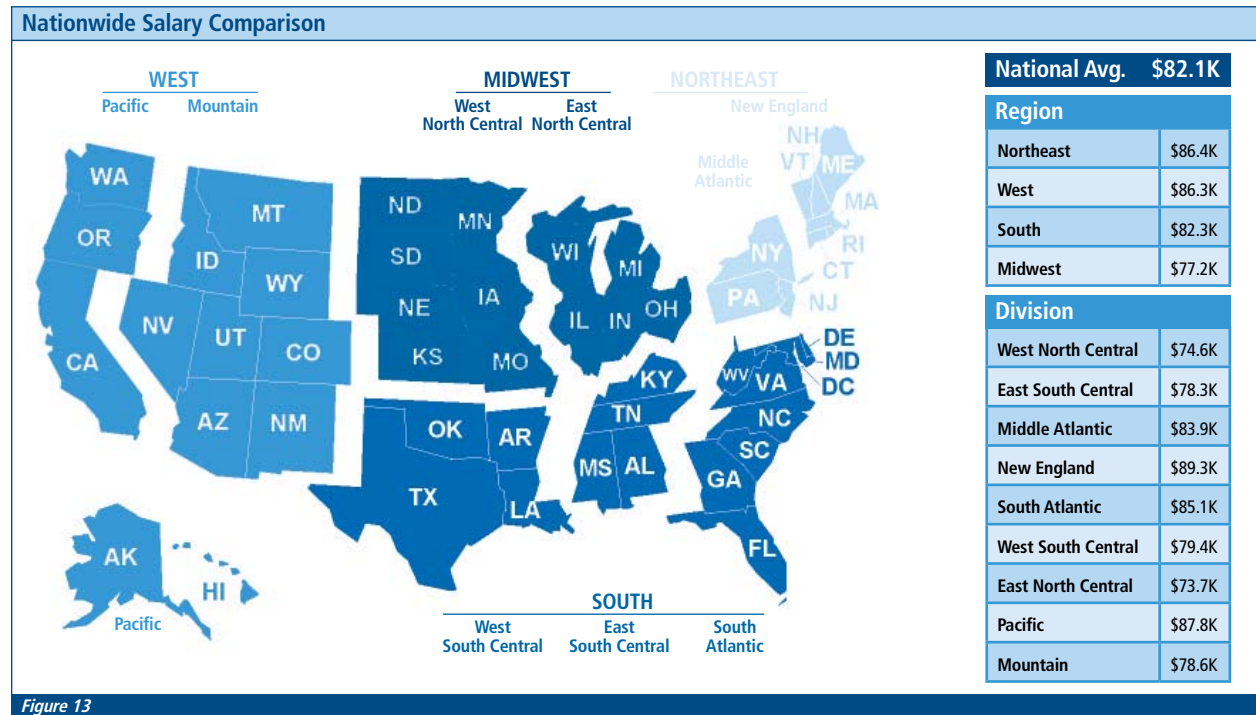 Nationwide Salary Comparison
WEST
Pacific Mountain
MIDWEST
West East
North Central North Central
NORTHEAST
New England
Middle
Atlantic
WA
OR
CA
NV
ID
MT
WY
UT
CO
AZ
NM
AK
HI
Pacific
ND
SD
NE
KS
MN
IA
MO
WI
MI
IL
IN
OH
NH
VT
ME
MA
RI
CT
NJ
NY
PA
DE
MD
DC
WV
VA
KY
TN
NC
SC
GA
FL
MS
AL
OK
AR
TX
LA
SOUTH
West East South
South Central South Central Atlantic
National Avg. $82.1K
Region
Northeast $86.4K
West $86.3K
South $82.3K
Midwest $77.2K
Division
West North Central $74.6K
East South Central $78.3K
Middle Atlantic $83.9K
New England $89.3K
South Atlantic $85.1K
West South Central $79.4K
East North Central $73.7K
Pacific $87.8K
Mountain $78.6K
Figure 13